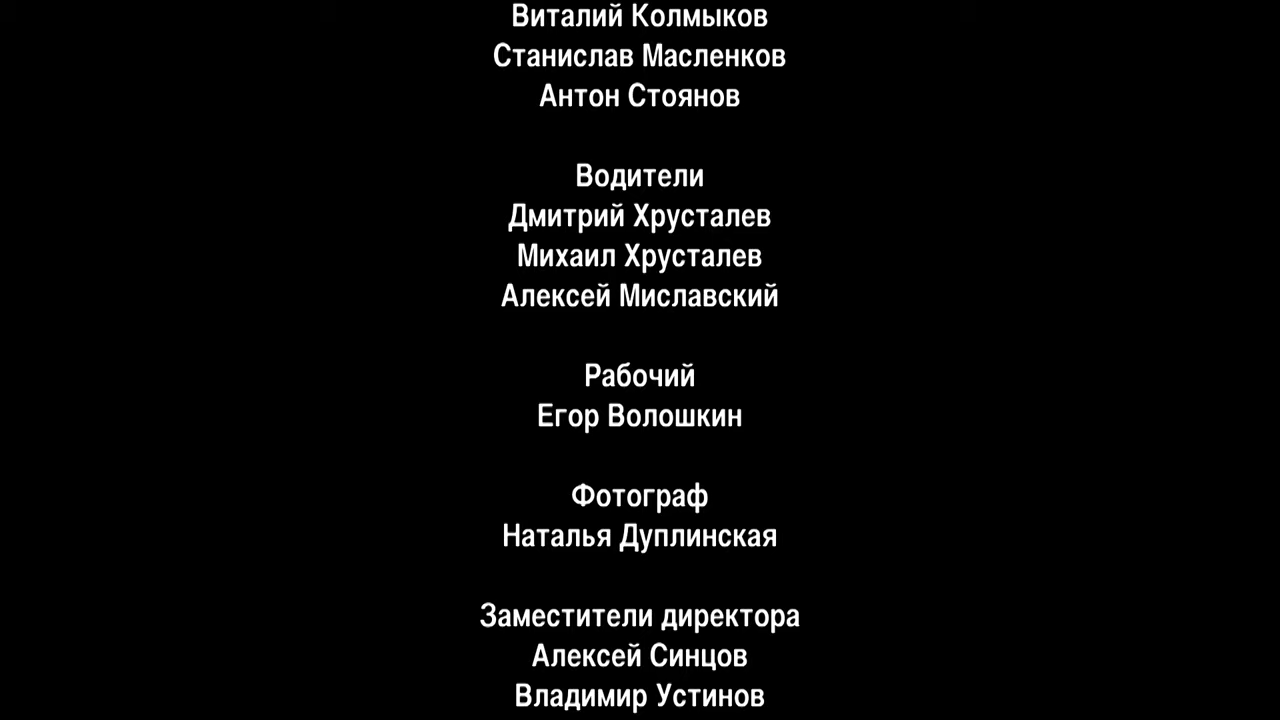 Виталий Колмыков
Станислав Масленков
Антон Стоянов
Водители
Дмитрий Хрусталев
Михаил Хрусталев
Алексей Миславский
Рабочий
Егор Волошкин
Фотограф
Наталья Дуплинская
Заместители директора
Алексей Синцов
Владимир Устинов